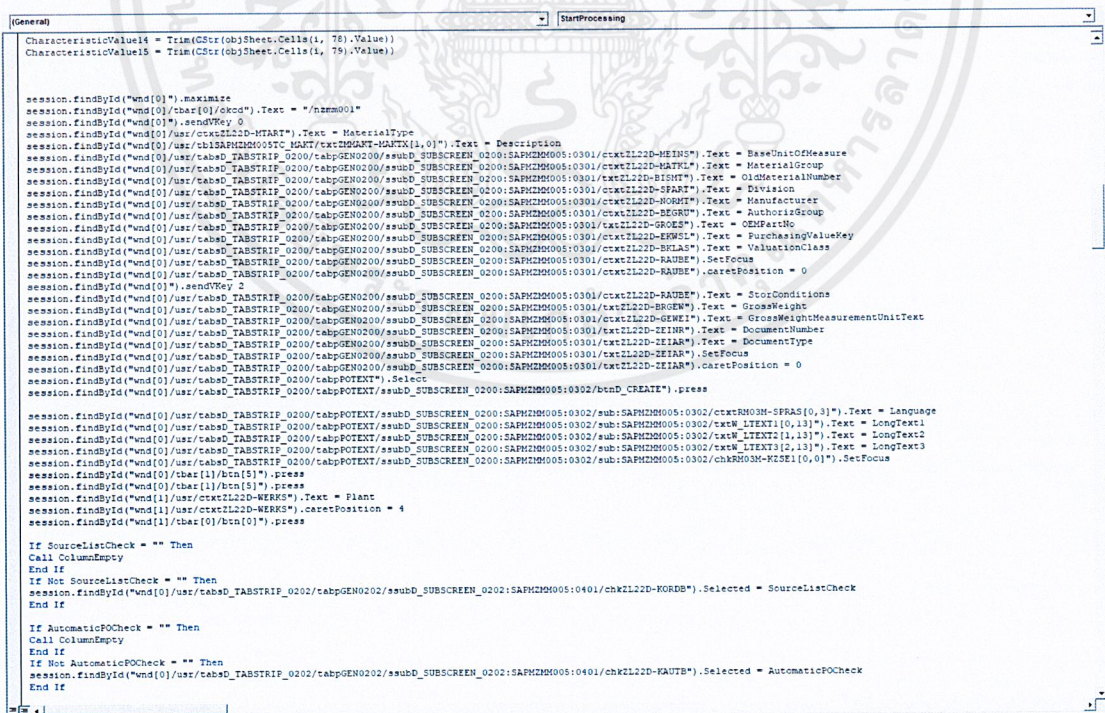 (General)
StartProcessing
CharacteristicValue14 = Trim(CStr(objSheet.Cells(i, 78).Value))
CharacteristicValue15 = Trim(CStr(objSheet.Cells(i, 79).Value))
session.findById("wnd[0]").maximize
session.findById("wnd[0]/tbar[0]/okcd").Text = "/nzmm001"
session.findById("wnd[0]").sendVKey 0
session.findById("wnd[0]/usr/ctxtZL22D-MTART").Text = MaterialType
session.findById("wnd[0]/usr/tblSAPMZMM005TC_MAKT/txtZMMAKT-MAKTX[1,0]").Text = Description
session.findById("wnd[0]/usr/tabsD_TABSTRIP_0200/tabpGEN0200/ssubD_SUBSCREEN_0200:SAPMZMM005:0301/ctxtZL22D-MEINS").Text = BaseUnitOfMeasure
session.findById("wnd[0]/usr/tabsD_TABSTRIP_0200/tabpGEN0200/ssubD_SUBSCREEN_0200:SAPMZMM005:0301/ctxtZL22D-MATKL").Text = MaterialGroup
session.findById("wnd[0]/usr/tabsD_TABSTRIP_0200/tabpGEN0200/ssubD_SUBSCREEN_0200:SAPMZMM005:0301/txtZL22D-BISMT").Text = OldMaterialNumber
session.findById("wnd[0]/usr/tabsD_TABSTRIP_0200/tabpGEN0200/ssubD_SUBSCREEN_0200:SAPMZMM005:0301/ctxtZL22D-SPART").Text = Division
session.findById("wnd[0]/usr/tabsD_TABSTRIP_0200/tabpGEN0200/ssubD_SUBSCREEN_0200:SAPMZMM005:0301/ctxtZL22D-NORMT").Text = Manufacturer
session.findById("wnd[0]/usr/tabsD_TABSTRIP_0200/tabpGEN0200/ssubD_SUBSCREEN_0200:SAPMZMM005:0301/ctxtZL22D-BEGRU").Text = AuthorizGroup
session.findById("wnd[0]/usr/tabsD_TABSTRIP_0200/tabpGEN0200/ssubD_SUBSCREEN_0200:SAPMZMM005:0301/txtZL22D-GROES").Text = OEMPartNo
session.findById("wnd[0]/usr/tabsD_TABSTRIP_0200/tabpGEN0200/ssubD_SUBSCREEN_0200:SAPMZMM005:0301/ctxtZL22D-EKWSL").Text = PurchasingValueKey
session.findById("wnd[0]/usr/tabsD_TABSTRIP_0200/tabpGEN0200/ssubD_SUBSCREEN_0200:SAPMZMM005:0301/ctxtZL22D-BKLAS").Text = ValuationClass
session.findById("wnd[0]/usr/tabsD_TABSTRIP_0200/tabpGEN0200/ssubD_SUBSCREEN_0200:SAPMZMM005:0301/ctxtZL22D-RAUBE").SetFocus
session.findById("wnd[0]/usr/tabsD_TABSTRIP_0200/tabpGEN0200/ssubD_SUBSCREEN_0200:SAPMZMM005:0301/ctxtZL22D-RAUBE").caretPosition = 0
session.findById("wnd[0]").sendVKey 2
session.findById("wnd[0]/usr/tabsD_TABSTRIP_0200/tabpGEN0200/ssubD_SUBSCREEN_0200:SAPMZMM005:0301/ctxtZL22D-RAUBE").Text = StorConditions
session.findById("wnd[0]/usr/tabsD_TABSTRIP_0200/tabpGEN0200/ssubD_SUBSCREEN_0200:SAPMZMM005:0301/txtZL22D-BRGEW").Text = GrossWeight
session.findById("wnd[0]/usr/tabsD_TABSTRIP_0200/tabpGEN0200/ssubD_SUBSCREEN_0200:SAPMZMM005:0301/ctxtZL22D-GEWEI").Text = GrossWeightMeasurementUnitText
session.findById("wnd[0]/usr/tabsD_TABSTRIP_0200/tabpGEN0200/ssubD_SUBSCREEN_0200:SAPMZMM005:0301/txtZL22D-ZEINR").Text = DocumentNumber
session.findById("wnd[0]/usr/tabsD_TABSTRIP_0200/tabpGEN0200/ssubD_SUBSCREEN_0200:SAPMZMM005:0301/txtZL22D-ZEIAR").Text = DocumentType
session.findById("wnd[0]/usr/tabsD_TABSTRIP_0200/tabpGEN0200/ssubD_SUBSCREEN_0200:SAPMZMM005:0301/txtZL22D-ZEIAR").SetFocus
session.findById("wnd[0]/usr/tabsD_TABSTRIP_0200/tabpGEN0200/ssubD_SUBSCREEN_0200:SAPMZMM005:0301/txtZL22D-ZEIAR").caretPosition = 0
session.findById("wnd[0]/usr/tabsD_TABSTRIP_0200/tabpPOTEXT").Select
session.findById("wnd[0]/usr/tabsD_TABSTRIP_0200/tabpPOTEXT/ssubD_SUBSCREEN_0200:SAPMZMM005:0302/btnD_CREATE").press
session.findById("wnd[0]/usr/tabsD_TABSTRIP_0200/tabpPOTEXT/ssubD_SUBSCREEN_0200:SAPMZMM005:0302/sub:SAPMZMM005:0302/ctxtRM03M-SPRAS[0,3]").Text = Language
session.findById("wnd[0]/usr/tabsD_TABSTRIP_0200/tabpPOTEXT/ssubD_SUBSCREEN_0200:SAPMZMM005:0302/sub:SAPMZMM005:0302/txtW_LTEXT1[0,13]").Text = LongText1
session.findById("wnd[0]/usr/tabsD_TABSTRIP_0200/tabpPOTEXT/ssubD_SUBSCREEN_0200:SAPMZMM005:0302/sub:SAPMZMM005:0302/txtW_LTEXT2[1,13]").Text = LongText2
session.findById("wnd[0]/usr/tabsD_TABSTRIP_0200/tabpPOTEXT/ssubD_SUBSCREEN_0200:SAPMZMM005:0302/sub:SAPMZMM005:0302/txtW_LTEXT3[2,13]").Text = LongText3
session.findById("wnd[0]/usr/tabsD_TABSTRIP_0200/tabpPOTEXT/ssubD_SUBSCREEN_0200:SAPMZMM005:0302/sub:SAPMZMM005:0302/chkRM03M-KZSE1[0,0]").SetFocus
session.findById("wnd[0]/tbar[1]/btn[5]").press
session.findById("wnd[0]/tbar[1]/btn[5]").press
session.findById("wnd[1]/usr/ctxtZL22D-WERKS").Text = Plant
session.findById("wnd[1]/usr/ctxtZL22D-WERKS").caretPosition = 4
session.findById("wnd[1]/tbar[0]/btn[0]").press
If SourceListCheck = "" Then
Call ColumnEmpty
End If
If Not SourceListCheck = "" Then
session.findById("wnd[0]/usr/tabsD_TABSTRIP_0202/tabpGEN0202/ssubD_SUBSCREEN_0202:SAPMZMM005:0401/chkZL22D-KORDB").Selected = SourceListCheck
End If
If AutomaticPOCheck = "" Then
Call ColumnEmpty
End If
If Not AutomaticPOCheck = "" Then
session.findById("wnd[0]/usr/tabsD_TABSTRIP_0202/tabpGEN0202/ssubD_SUBSCREEN_0202:SAPMZMM005:0401/chkZL22D-KAUTB").Selected = AutomaticPOCheck
End If